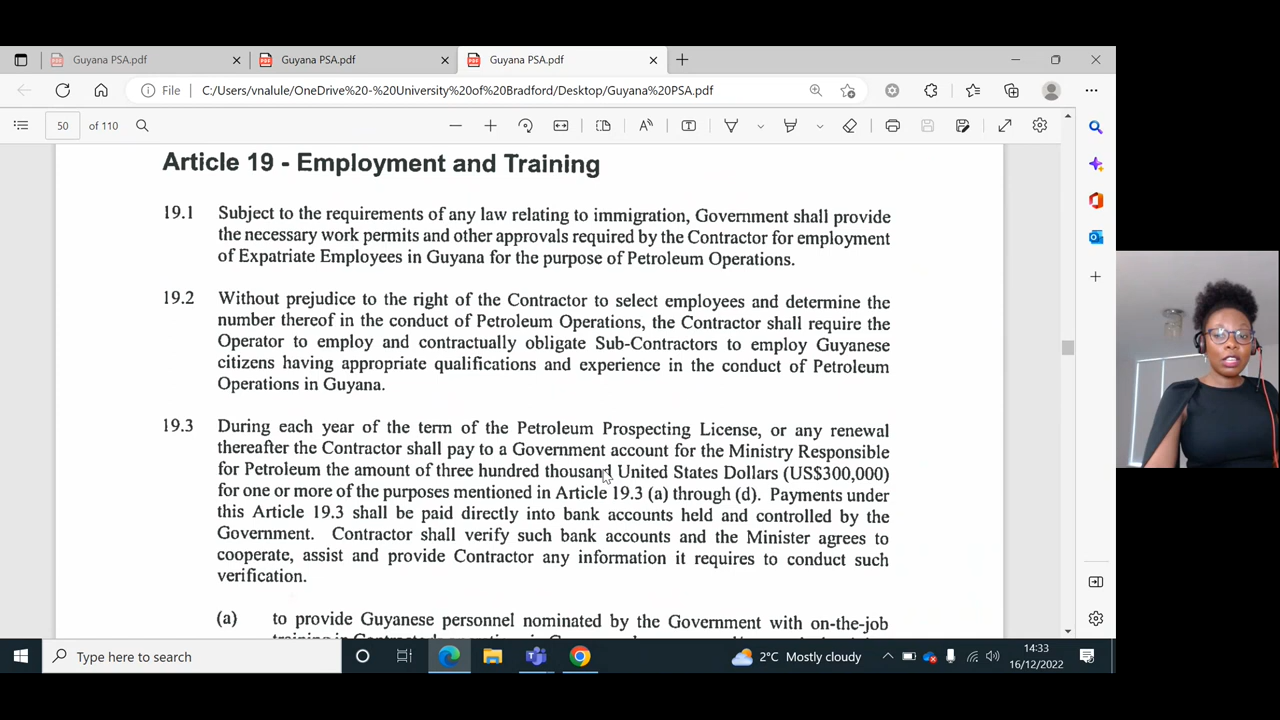 Guyana PSA.pdf
Guyana PSA.pdf
Guyana PSA.pdf
File
C:/Users/vnalule/OneDrive%20-%20University%20of%20Bradford/Desktop/Guyana%20PSA.pdf
50 of 110
Article 19 - Employment and Training
19.1 Subject to the requirements of any law relating to immigration, Government shall provide
the necessary work permits and other approvals required by the Contractor for employment
of Expatriate Employees in Guyana for the purpose of Petroleum Operations.
19.2 Without prejudice to the right of the Contractor to select employees and determine the
number thereof in the conduct of Petroleum Operations, the Contractor shall require the
Operator to employ and contractually obligate Sub-Contractors to employ Guyanese
citizens having appropriate qualifications and experience in the conduct of Petroleum
Operations in Guyana.
19.3 During each year of the term of the Petroleum Prospecting License, or any renewal
thereafter the Contractor shall pay to a Government account for the Ministry Responsible
for Petroleum the amount of three hundred thousand United States Dollars (US$300,000)
for one or more of the purposes mentioned in Article 19.3 (a) through (d). Payments under
this Article 19.3 shall be paid directly into bank accounts held and controlled by the
Government. Contractor shall verify such bank accounts and the Minister agrees to
cooperate, assist and provide Contractor any information it requires to conduct such
verification.
(a) to provide Guyanese personnel nominated by the Government with on-the-job
Type here to search
2°C Mostly cloudy
14:33
16/12/2022